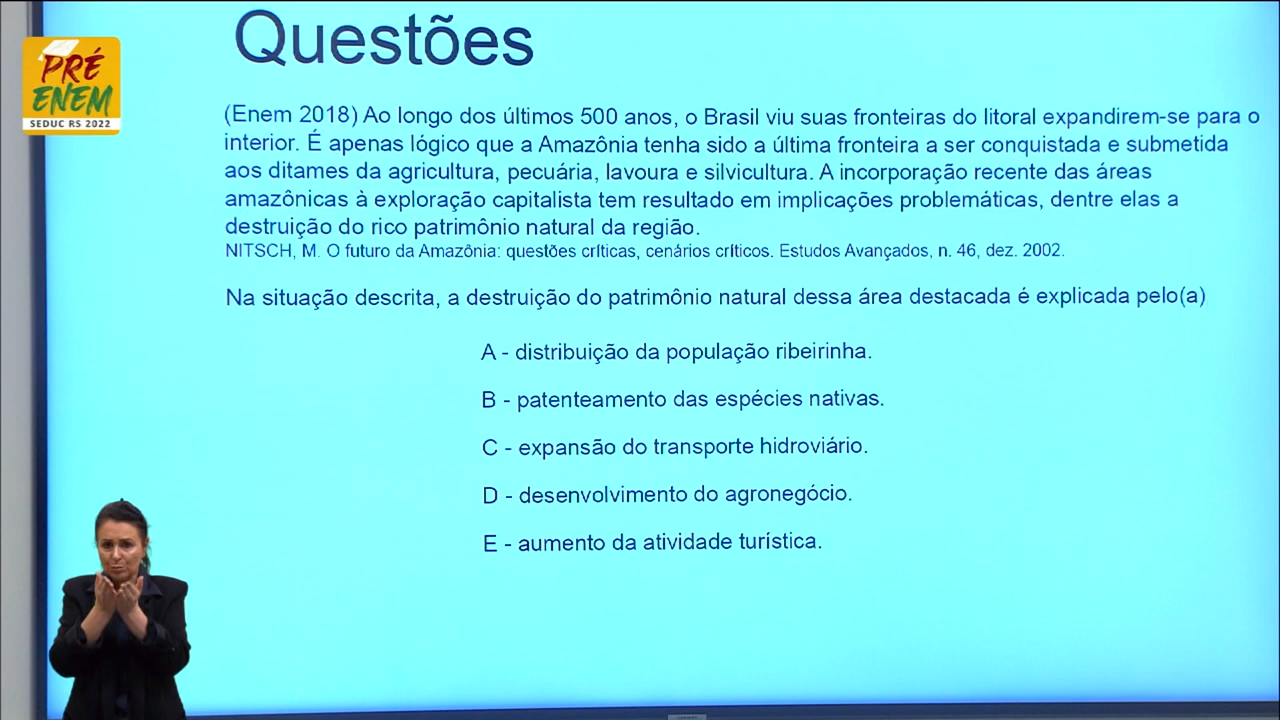 PRÉ
ENEM
SEDUC RS 2022
Questões
(Enem 2018) Ao longo dos últimos 500 anos, o Brasil viu suas fronteiras do litoral expandirem-se para o
interior. É apenas lógico que a Amazônia tenha sido a última fronteira a ser conquistada e submetida
aos ditames da agricultura, pecuária, lavoura e silvicultura. A incorporação recente das áreas
amazônicas à exploração capitalista tem resultado em implicações problemáticas, dentre elas a
destruição do rico patrimônio natural da região.
NITSCH, M. O futuro da Amazônia: questões críticas, cenários críticos. Estudos Avançados, n. 46, dez. 2002.
Na situação descrita, a destruição do patrimônio natural dessa área destacada é explicada pelo(a)
A - distribuição da população ribeirinha.
B - patenteamento das espécies nativas.
C - expansão do transporte hidroviário.
D - desenvolvimento do agronegócio.
E - aumento da atividade turística.